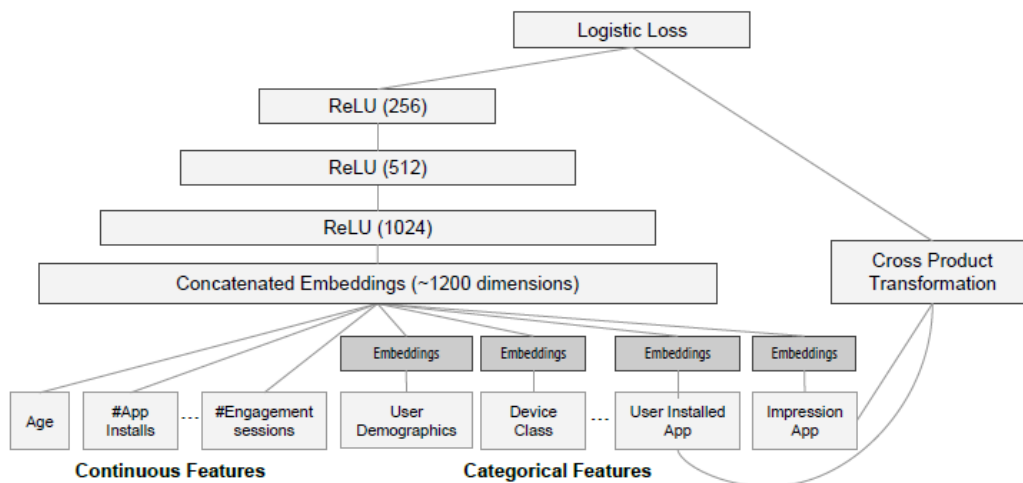 Logistic Loss
ReLU (256)
ReLU (512)
ReLU (1024)
Concatenated Embeddings (~1200 dimensions)
Cross Product
Transformation
Embeddings
Embeddings
Embeddings
Embeddings
Age
#App
Installs
#Engagement
sessions
User
Demographics
Device
Class
User Installed
App
Impression
App
Continuous Features
Categorical Features